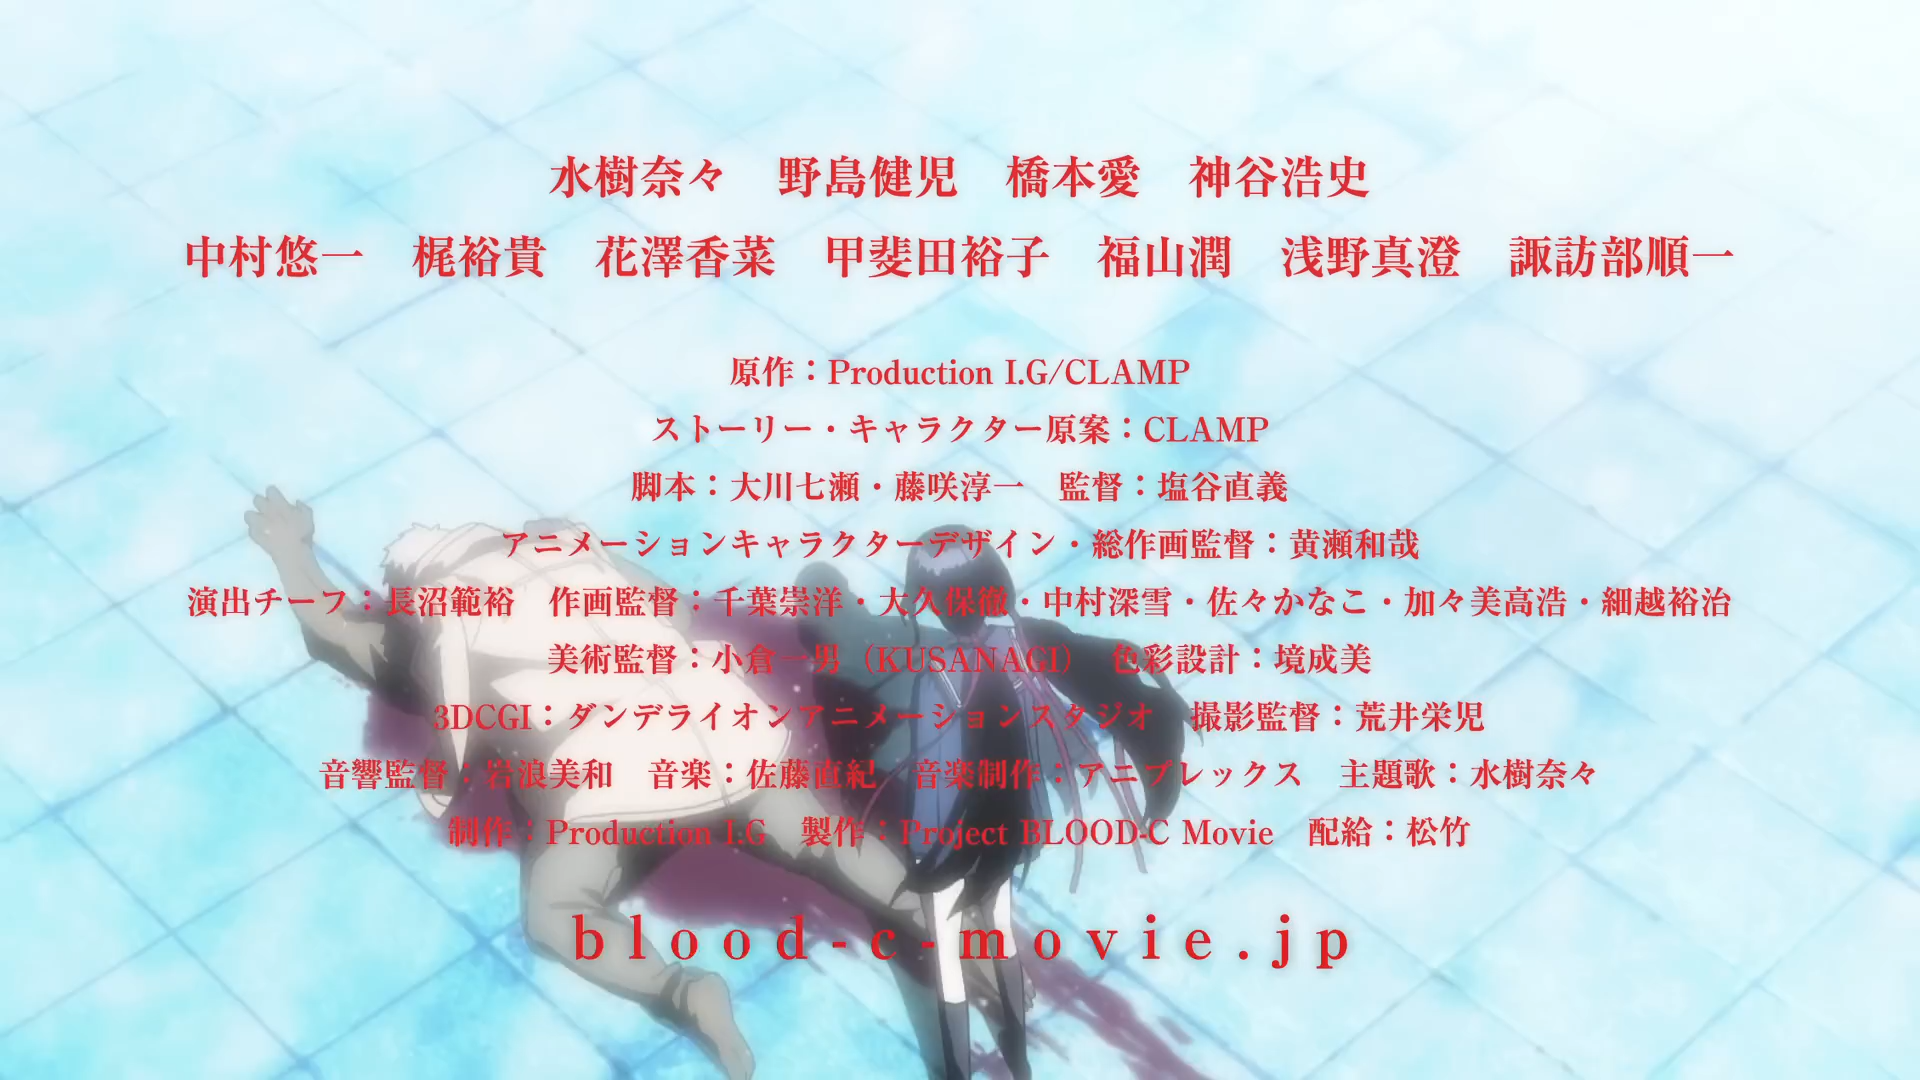 水樹奈々　野島健児　橋本愛　神谷浩史
中村悠一　梶裕貴　花澤香菜　甲斐田裕子　福山潤　浅野真澄　諏訪部順一
原作：Production I.G/CLAMP
ストーリー・キャラクター原案：CLAMP
脚本：大川七瀬・藤咲淳一　監督：塩谷直義
アニメーションキャラクターデザイン・総作画監督：黄瀬和哉
演出チーフ：長沼範裕　作画監督：千葉崇洋・大久保徹・中村深雪・佐々かなこ・加々美高浩・細越裕治
美術監督：小倉一男（KUSANAGI）　色彩設計：境成美
3DCGI：ダンデライオンアニメーションスタジオ　撮影監督：荒井栄児
音響監督：岩浪美和　音楽：佐藤直紀　音楽制作：アニプレックス　主題歌：水樹奈々
制作：Production I.G　製作：Project BLOOD-C Movie　配給：松竹
blood-c-movie.jp